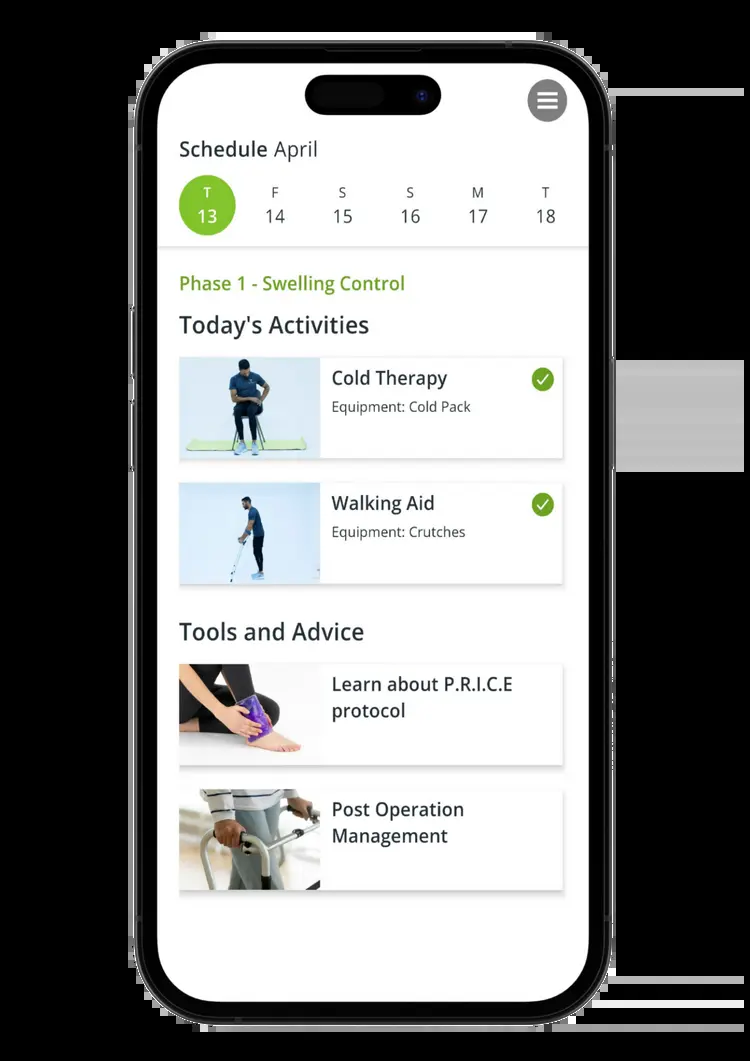 Schedule April
T F S S M T
13 14 15 16 17 18
Phase 1 - Swelling Control
Today's Activities
Cold Therapy
Equipment: Cold Pack
Walking Aid
Equipment: Crutches
Tools and Advice
Learn about P.R.I.C.E
protocol
Post Operation
Management